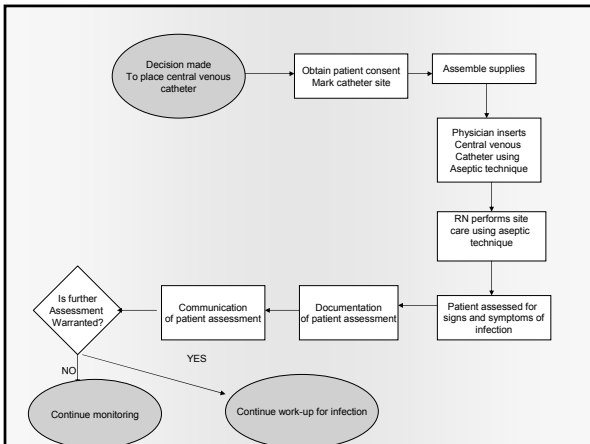 Decision made
To place central venous
catheter
Obtain patient consent
Mark catheter site
Assemble supplies
Physician inserts
Central venous
Catheter using
Aseptic technique
RN performs site
care using aseptic
technique
Patient assessed for
signs and symptoms of
infection
Documentation
of patient assessment
Communication
of patient assessment
Is further
Assessment
Warranted?
YES
NO
Continue work-up for infection
Continue monitoring